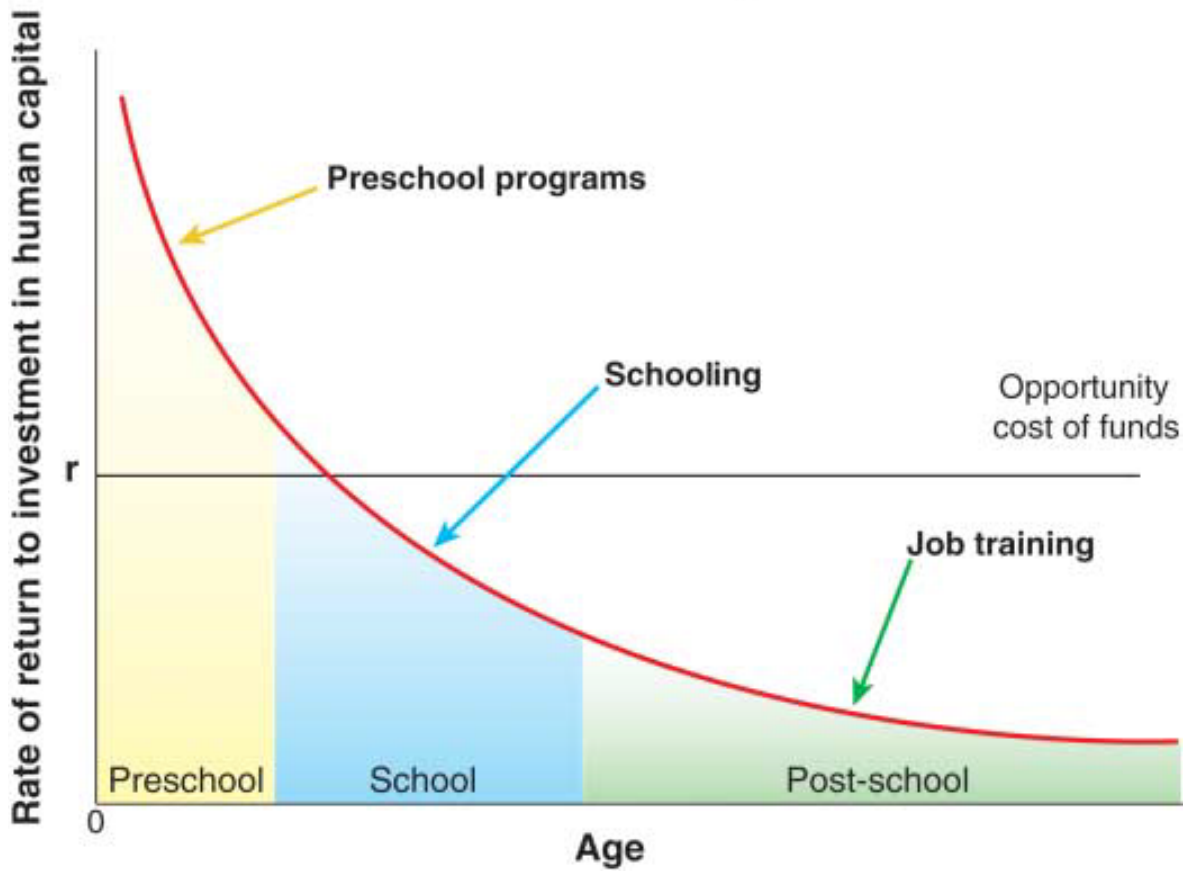 Rate of return to investment in human capital
Preschool programs
Schooling
Opportunity
cost of funds
r
Job training
Preschool
School
Post-school
0
Age